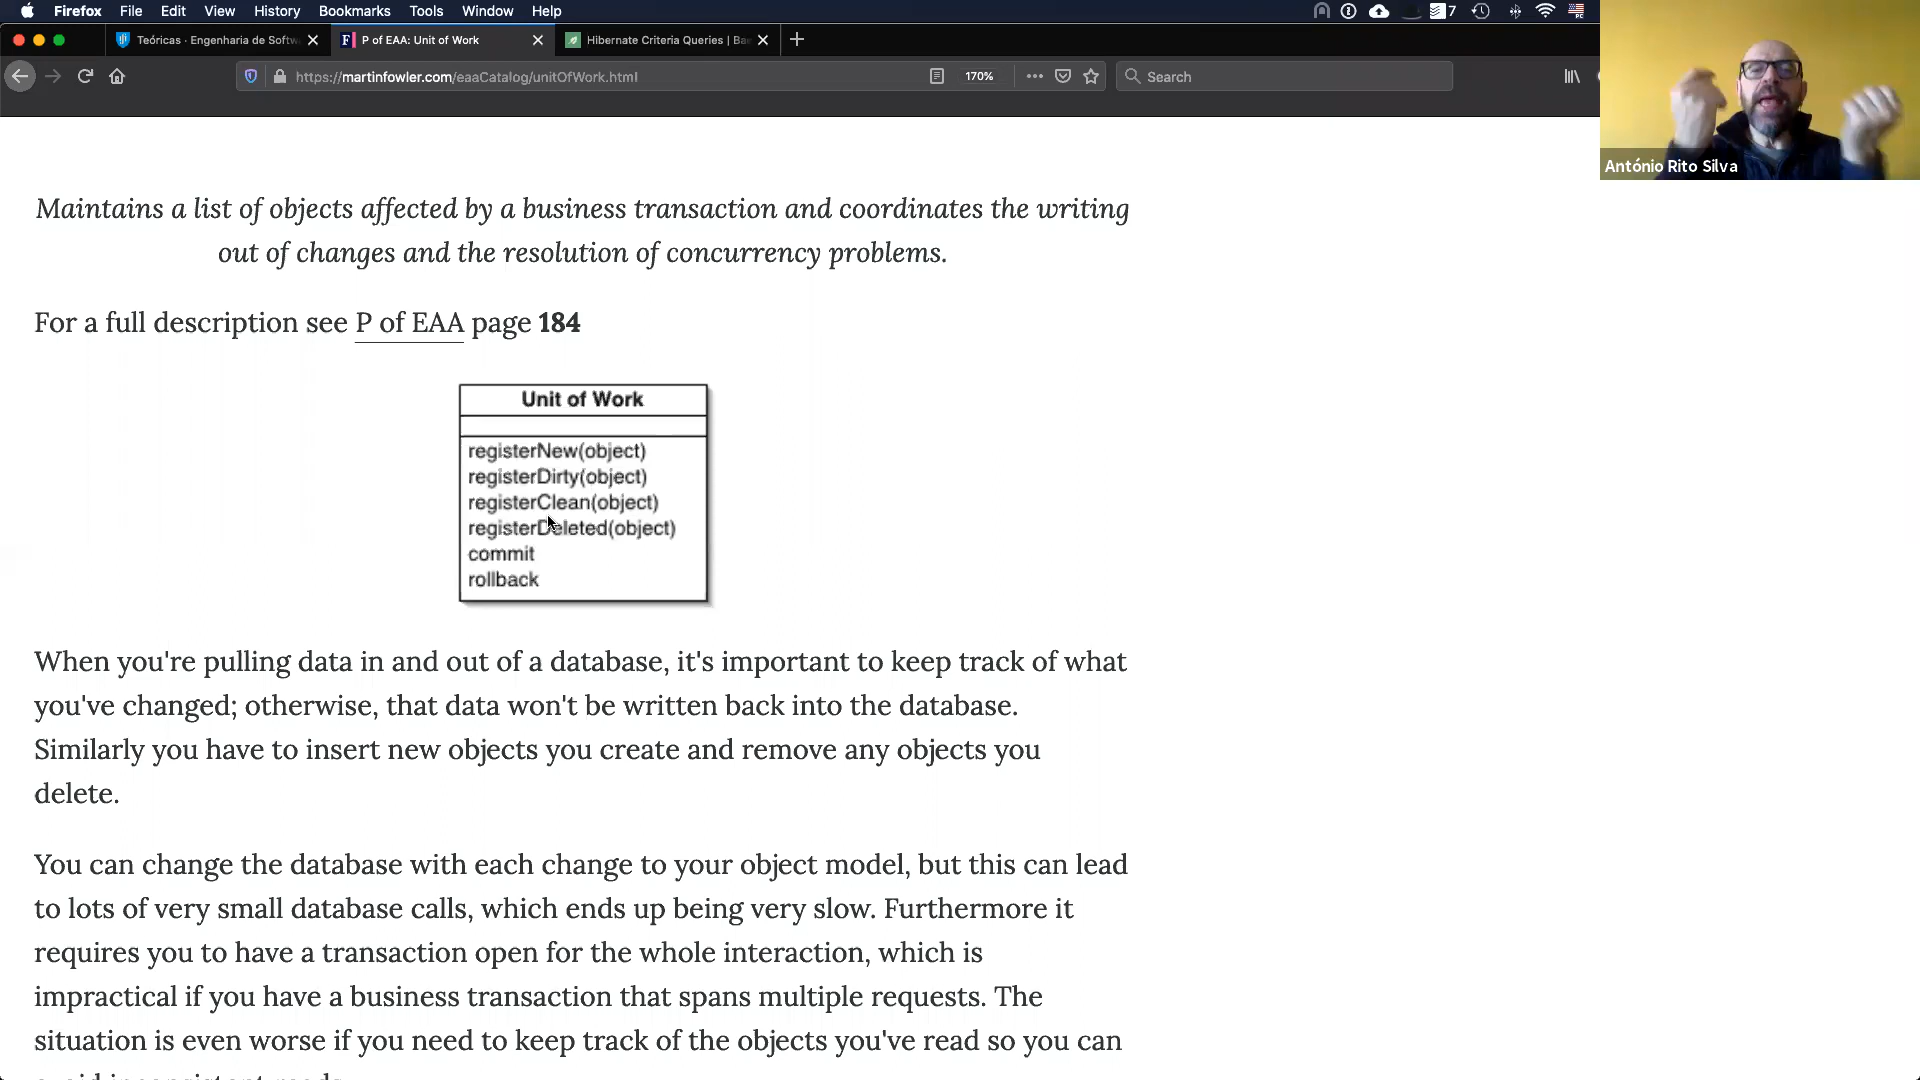 Firefox File Edit View History Bookmarks Tools Window Help 7
Teóricas · Engenharia de Softw P of EAA: Unit of Work Hibernate Criteria Queries | Ba
https://martinfowler.com/eaaCatalog/unitOfWork.html 170% Search
António Rito Silva
Maintains a list of objects affected by a business transaction and coordinates the writing
out of changes and the resolution of concurrency problems.
For a full description see P of EAA page 184
Unit of Work
registerNew(object)
registerDirty(object)
registerClean(object)
registerDeleted(object)
commit
rollback
When you're pulling data in and out of a database, it's important to keep track of what
you've changed; otherwise, that data won't be written back into the database.
Similarly you have to insert new objects you create and remove any objects you
delete.
You can change the database with each change to your object model, but this can lead
to lots of very small database calls, which ends up being very slow. Furthermore it
requires you to have a transaction open for the whole interaction, which is
impractical if you have a business transaction that spans multiple requests. The
situation is even worse if you need to keep track of the objects you've read so you can